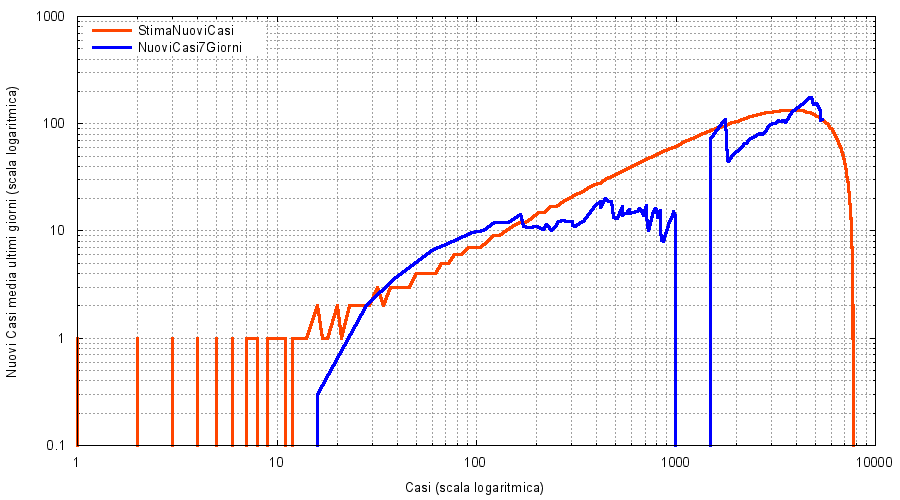 1000
StimaNuoviCasi
NuoviCasi7Giorni
100
10
1
0.1
1
10
100
1000
10000
Nuovi Casi media ultimi giorni (scala logaritmica)
Casi (scala logaritmica)